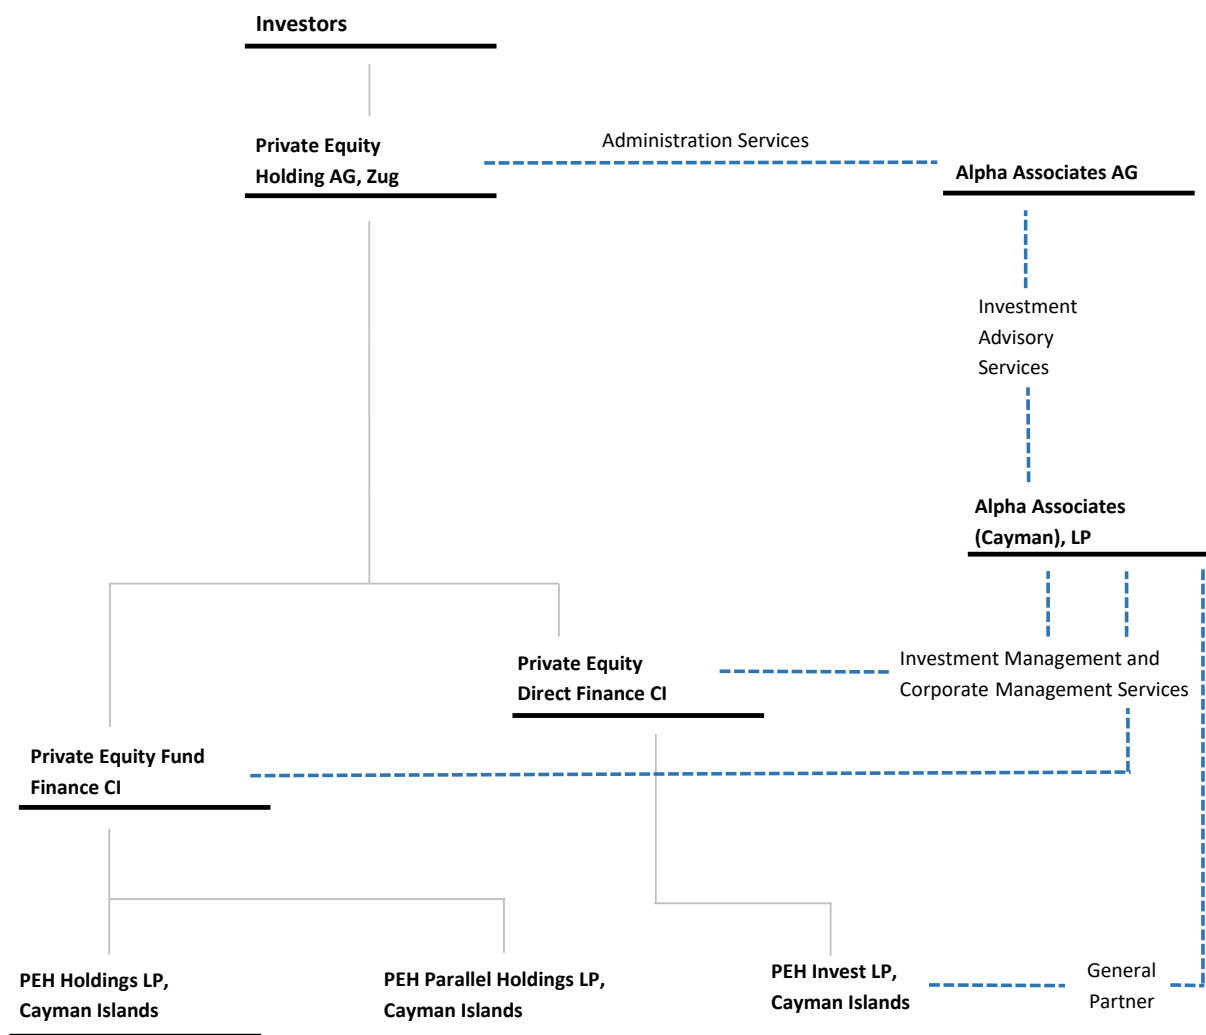 Investors
Private Equity
Holding AG, Zug
Administration Services
Alpha Associates AG
Investment
Advisory
Services
Alpha Associates
(Cayman), LP
Private Equity
Direct Finance CI
Investment Management and
Corporate Management Services
Private Equity Fund
Finance CI
PEH Holdings LP,
Cayman Islands
PEH Parallel Holdings LP,
Cayman Islands
PEH Invest LP,
Cayman Islands
General
Partner